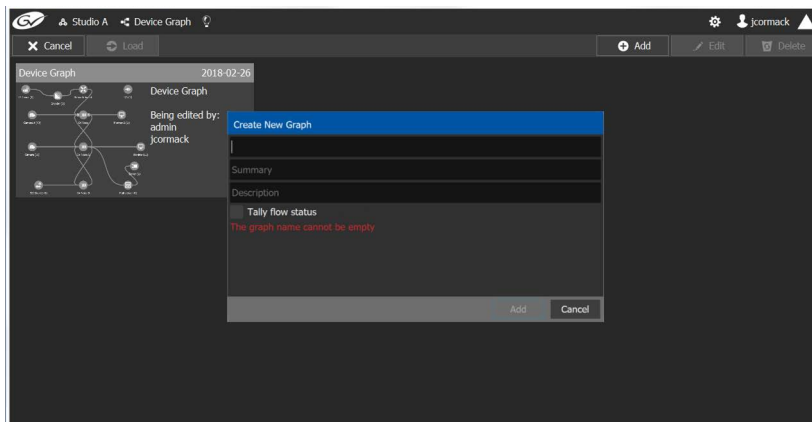 Studio A Device Graph
jcormack
Cancel
Load
Add
Edit
Delete
Device Graph 2018-02-26
Device Graph
Being edited by:
admin
jcormack
Create New Graph
Summary
Description
Tally flow status
The graph name cannot be empty
Add
Cancel